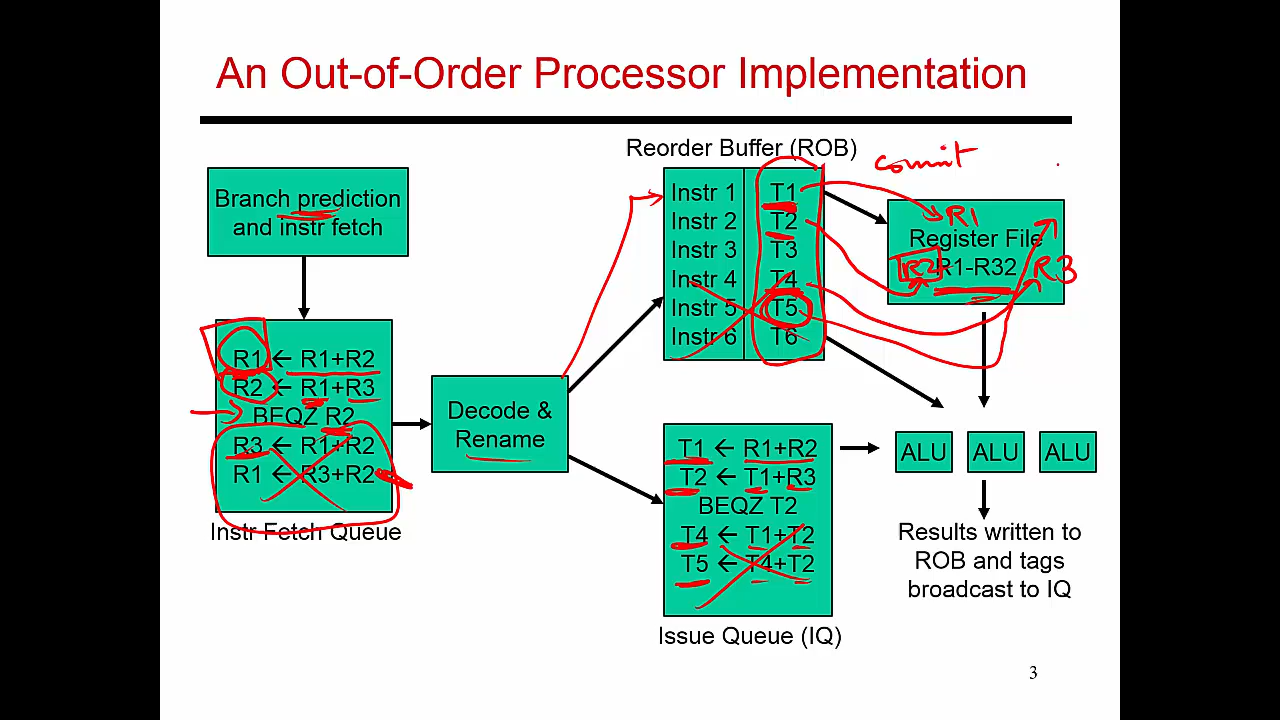 An Out-of-Order Processor Implementation
Branch prediction
and instr fetch
R1 ← R1+R2
R2 ← R1+R3
BEQZ R2
R3 ← R1+R2
R1 ← R3+R2
Instr Fetch Queue
Decode &
Rename
Reorder Buffer (ROB)
Instr 1 T1
Instr 2 T2
Instr 3 T3
Instr 4 T4
Instr 5 T5
Instr 6 T6
commit
R1
Register File
R1-R32
R2
R3
T1 ← R1+R2
T2 ← T1+R3
BEQZ T2
T4 ← T1+T2
T5 ← T4+T2
Issue Queue (IQ)
ALU ALU ALU
Results written to
ROB and tags
broadcast to IQ
3